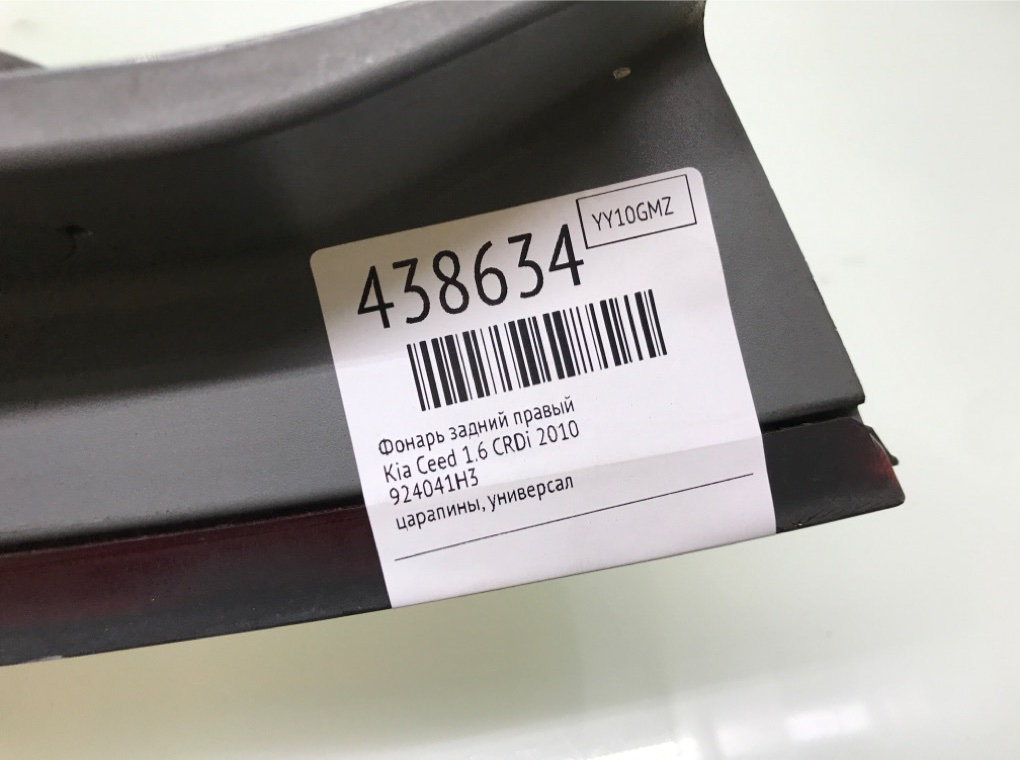 YY10GMZ
438634
Фонарь задний правый
Kia Ceed 1.6 CRDi 2010
924041H3
царапины, универсал